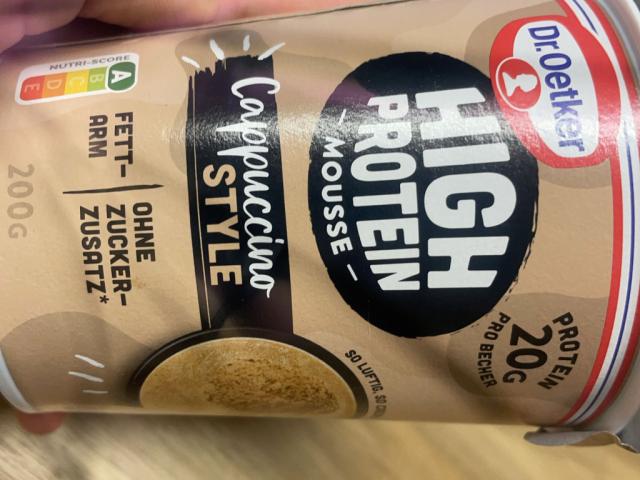 Dr. Oetker
HIGH
PROTEIN
– MOUSSE –
PROTEIN
20G
PRO BECHER
Cappuccino
STYLE
SO LUFTIG, SO
NUTRI-SCORE
A B C D E
FETT-
ARM
OHNE
ZUCKER-
ZUSATZ*
200G